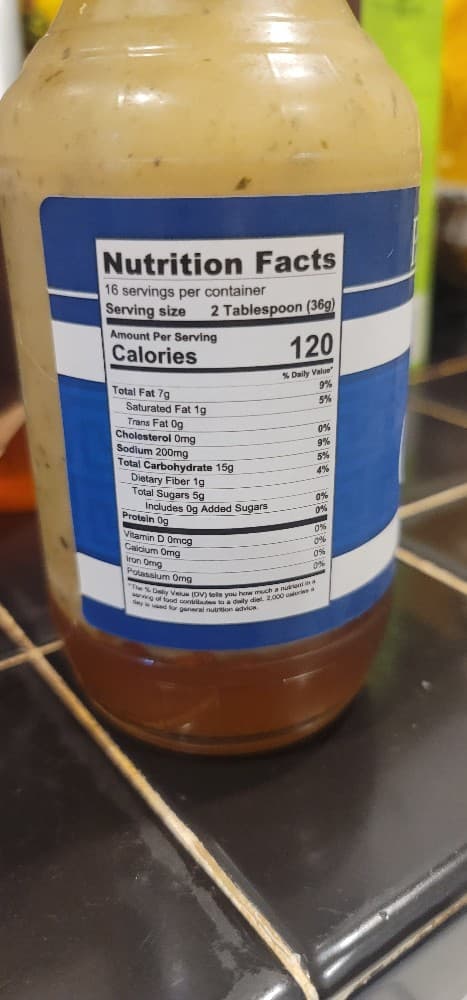 Nutrition Facts
16 servings per container
Serving size 2 Tablespoon (36g)
Amount Per Serving
Calories 120
% Daily Value*
Total Fat 7g 9%
Saturated Fat 1g 5%
Trans Fat 0g
Cholesterol 0mg 0%
Sodium 200mg 9%
Total Carbohydrate 15g 5%
Dietary Fiber 1g 4%
Total Sugars 5g
Includes 0g Added Sugars 0%
Protein 0g 0%
Vitamin D 0mcg 0%
Calcium 0mg 0%
Iron 0mg 0%
Potassium 0mg 0%
*The % Daily Value (DV) tells you how much a nutrient in a
serving of food contributes to a daily diet. 2,000 calories a
day is used for general nutrition advice.